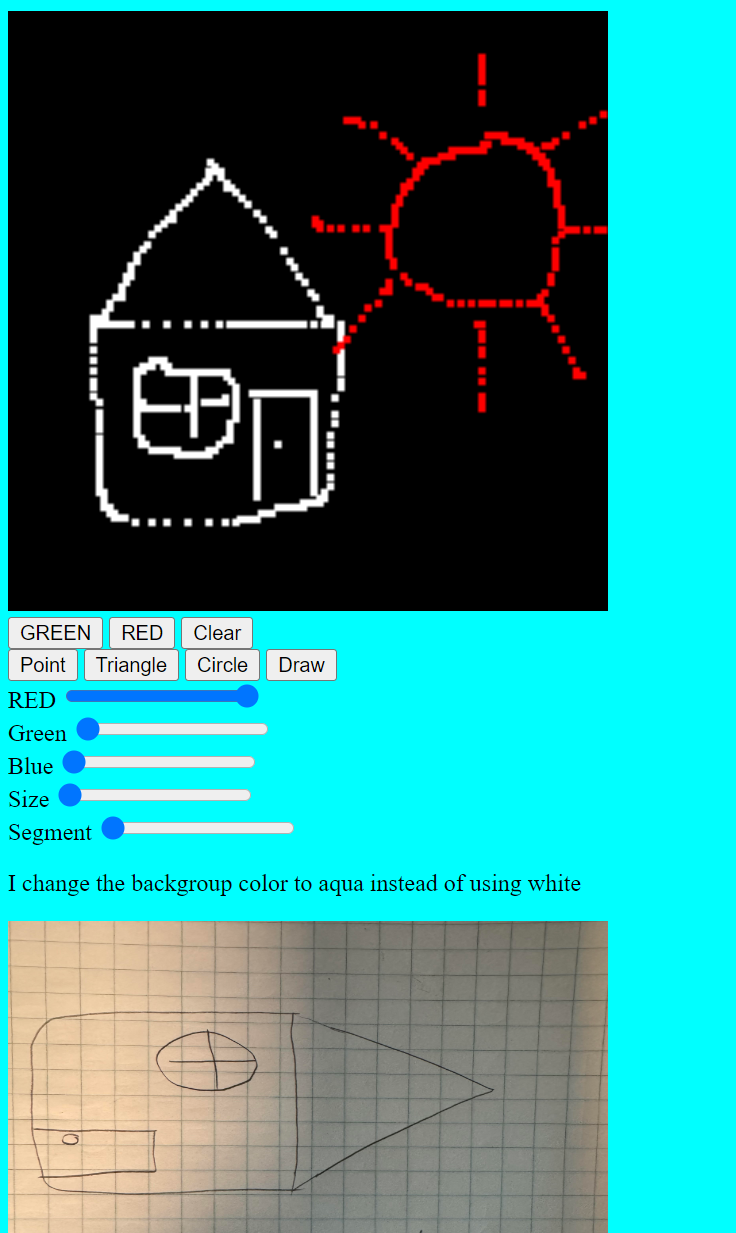 GREEN RED Clear
Point Triangle Circle Draw
RED
Green
Blue
Size
Segment
I change the backgroup color to aqua instead of using white